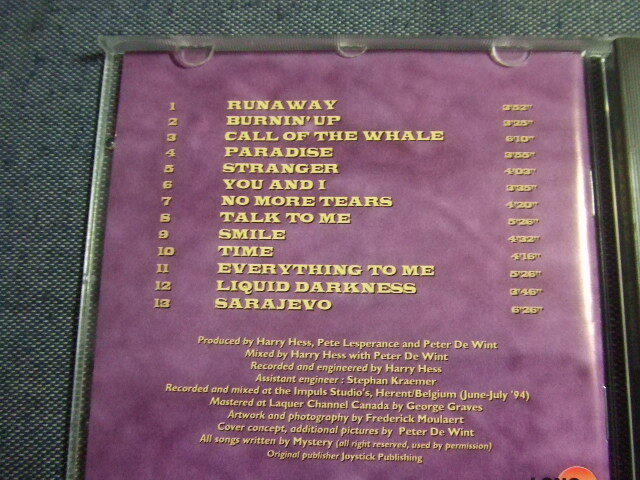 1 RUNAWAY 3'52"
2 BURNIN' UP 3'25"
3 CALL OF THE WHALE 6'10"
4 PARADISE 3'55"
5 STRANGER 4'03"
6 YOU AND I 3'35"
7 NO MORE TEARS 4'20"
8 TALK TO ME 5'26"
9 SMILE 4'32"
10 TIME 4'16"
11 EVERYTHING TO ME 5'26"
12 LIQUID DARKNESS 3'46"
13 SARAJEVO 6'26"
Produced by Harry Hess, Pete Lesperance and Peter De Wint
Mixed by Harry Hess with Peter De Wint
Recorded and engineered by Harry Hess
Assistant engineer : Stephan Kraemer
Recorded and mixed at the Impuls Studio's, Herent/Belgium (June-July '94)
Mastered at Laquer Channel Canada by George Graves
Artwork and photography by Frederick Moulaert
Cover concept, additional pictures by Peter De Wint
All songs written by Mystery (all right reserved, used by permission)
Original publisher Joystick Publishing